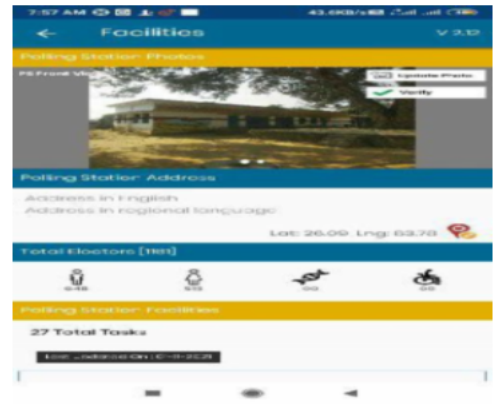 7:57 AM
Facilities
V 2.12
Polling Station Photos
PS Front
Update Photo
Verify
Polling Station Address
Address in English
Address in regional language
Lat: 26.09 Lng: 83.78
Total Electors [1161]
Polling Station Facilities
27 Total Tasks